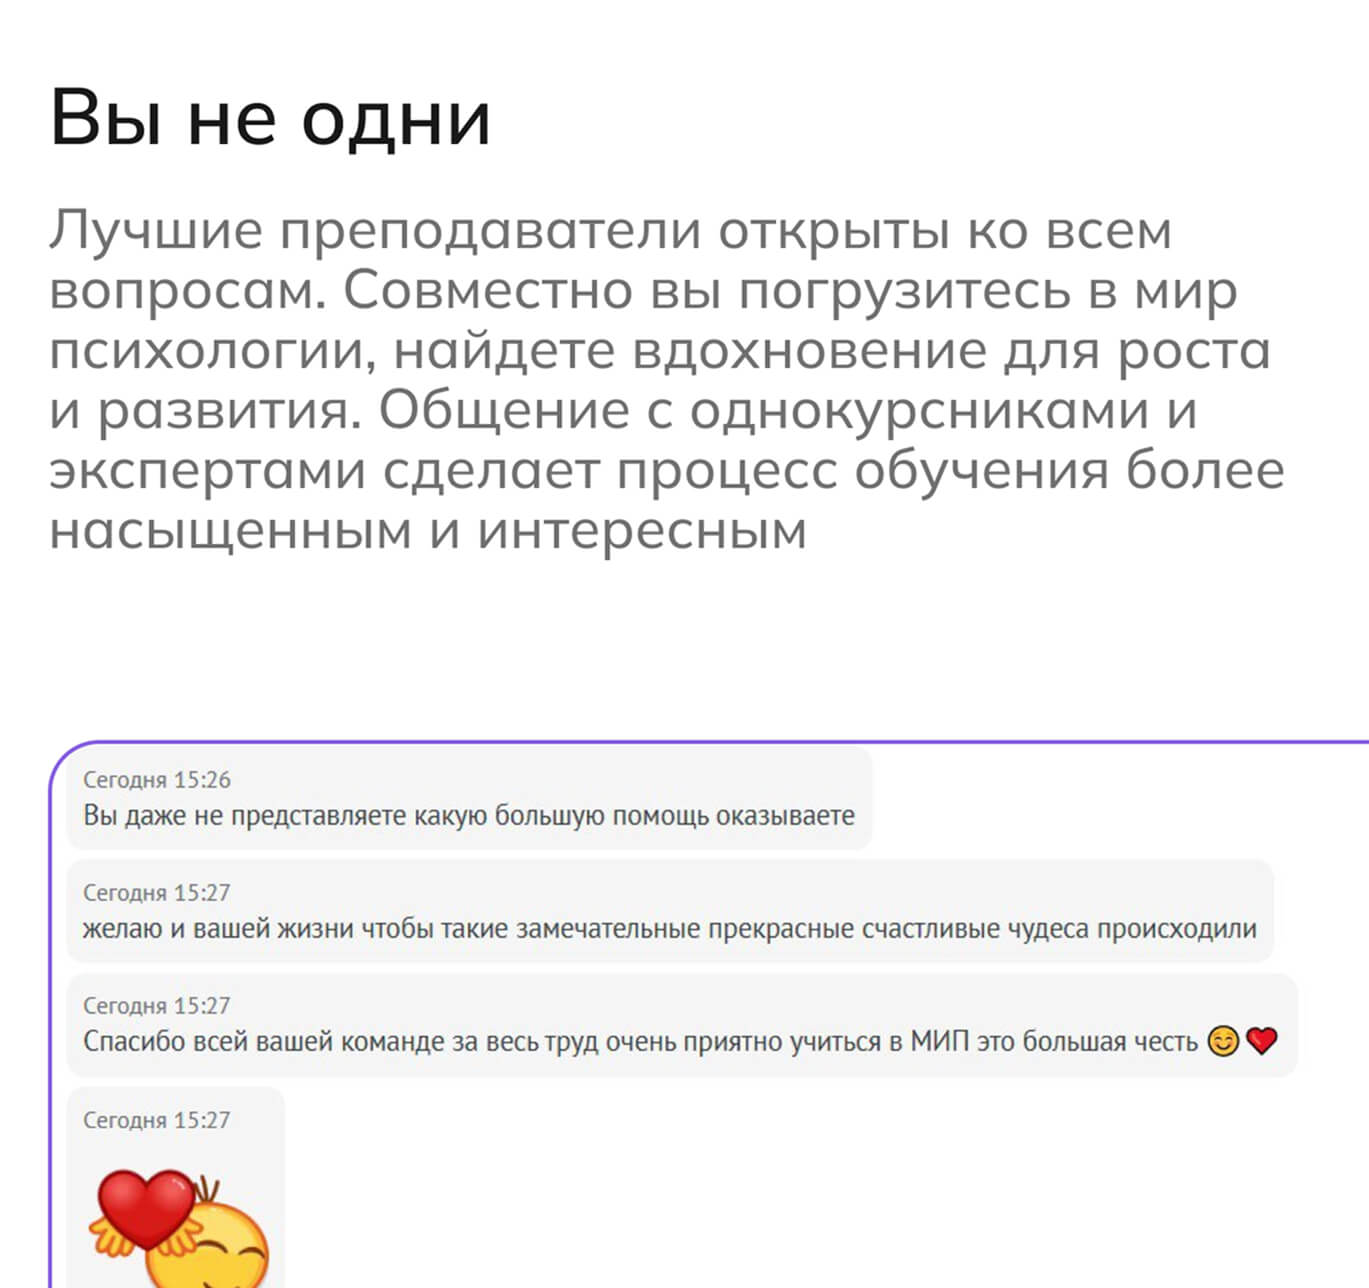 Вы не одни
Лучшие преподаватели открыты ко всем
вопросам. Совместно вы погрузитесь в мир
психологии, найдете вдохновение для роста
и развития. Общение с однокурсниками и
экспертами сделает процесс обучения более
насыщенным и интересным
Сегодня 15:26
Вы даже не представляете какую большую помощь оказываете
Сегодня 15:27
желаю и вашей жизни чтобы такие замечательные прекрасные счастливые чудеса происходили
Сегодня 15:27
Спасибо всей вашей команде за весь труд очень приятно учиться в МИП это большая честь 😊❤️
Сегодня 15:27